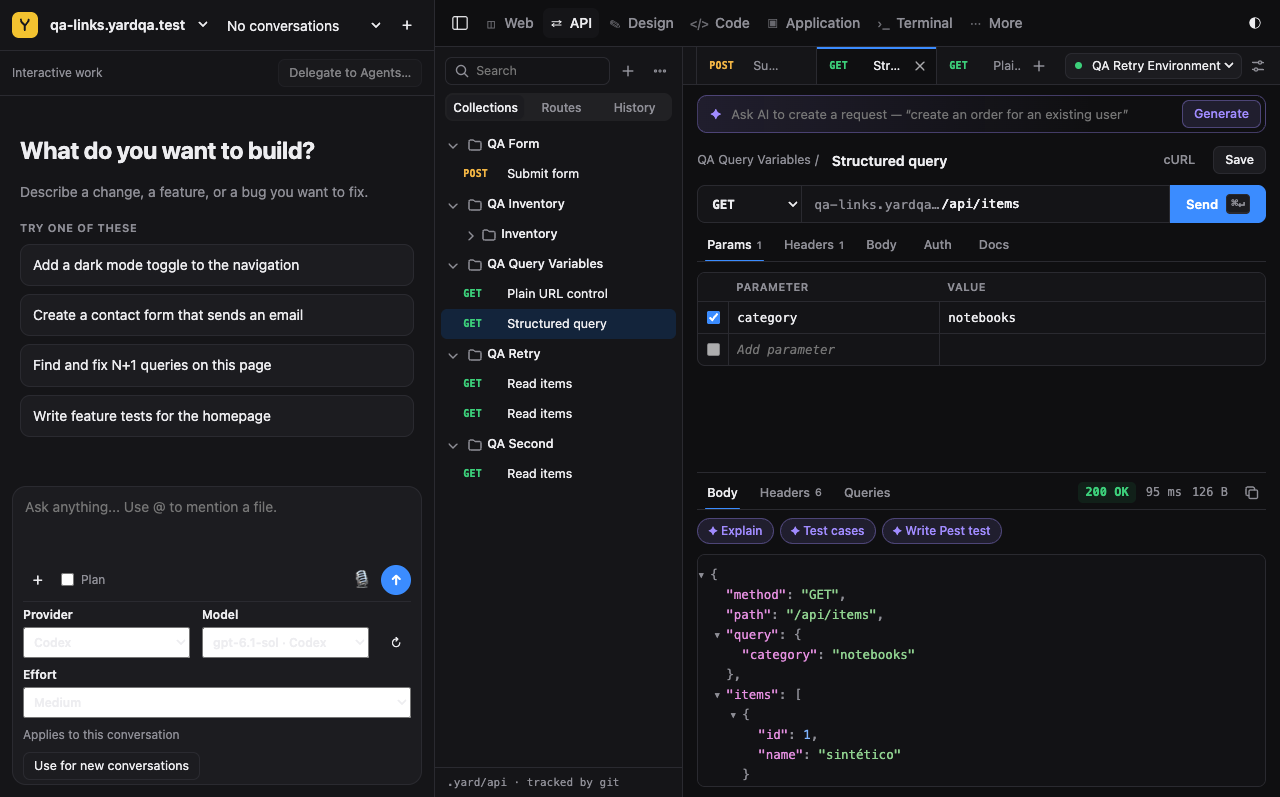 Y qa-links.yardqa.test No conversations +
Interactive work Delegate to Agents...
What do you want to build?
Describe a change, a feature, or a bug you want to fix.
TRY ONE OF THESE
Add a dark mode toggle to the navigation
Create a contact form that sends an email
Find and fix N+1 queries on this page
Write feature tests for the homepage
Ask anything... Use @ to mention a file.
+ Plan
Provider Model
Codex gpt-6.1-sol · Codex
Effort
Medium
Applies to this conversation
Use for new conversations
Web API Design </> Code Application >_ Terminal ··· More
Search + ···
Collections Routes History
QA Form
POST Submit form
QA Inventory
Inventory
QA Query Variables
GET Plain URL control
GET Structured query
QA Retry
GET Read items
GET Read items
QA Second
GET Read items
.yard/api · tracked by git
POST Su... GET Str... × GET Plai.. + QA Retry Environment
Ask AI to create a request — “create an order for an existing user” Generate
QA Query Variables / Structured query cURL Save
GET qa-links.yardqa…/api/items Send ⌘↵
Params 1 Headers 1 Body Auth Docs
PARAMETER VALUE
category notebooks
Add parameter
Body Headers 6 Queries 200 OK 95 ms 126 B
Explain Test cases Write Pest test
{
"method": "GET",
"path": "/api/items",
"query": {
"category": "notebooks"
},
"items": [
{
"id": 1,
"name": "sintético"
}